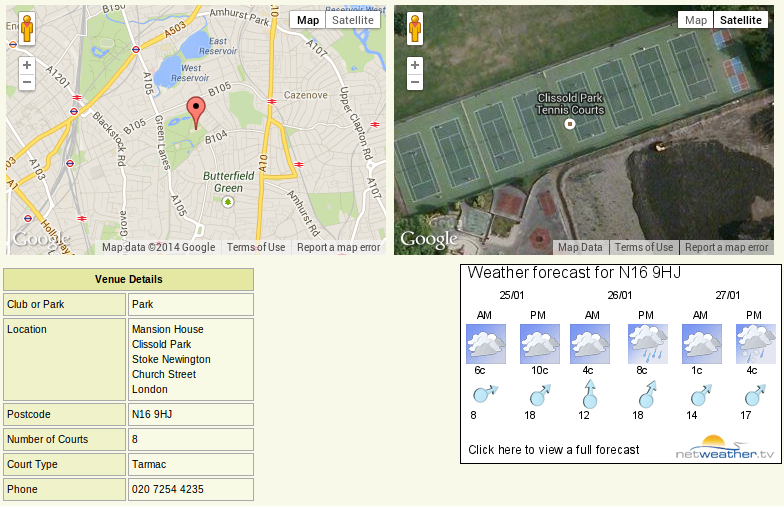 Amhurst Park
Reservoir West
B150
A503
A107
Map
Satellite
East
Reservoir
West
Reservoir
A1201
A105
B105
Cazenove
Upper Clapton Rd
Blackstock Rd
B105
Green Lanes
B104
A10
A103
Butterfield
Green
A107
A1
Grove
A105
Amhurst Rd
Google
Map data ©2014 Google
Terms of Use
Report a map error
Map
Satellite
Clissold Park
Tennis Courts
Google
Map Data
Terms of Use
Report a map error
Venue Details
Club or Park
Park
Location
Mansion House
Clissold Park
Stoke Newington
Church Street
London
Postcode
N16 9HJ
Number of Courts
8
Court Type
Tarmac
Phone
020 7254 4235
Weather forecast for N16 9HJ
25/01 26/01 27/01
AM PM AM PM AM PM
6c 10c 4c 8c 1c 4c
8 18 12 18 14 17
Click here to view a full forecast
netweather.tv